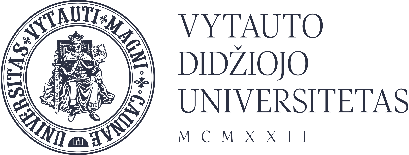 UNIVERSITAS • VYTAUTI • MAGNI • CAUNAE
VYTAUTO
DIDŽIOJO
UNIVERSITETAS
MCMXXII